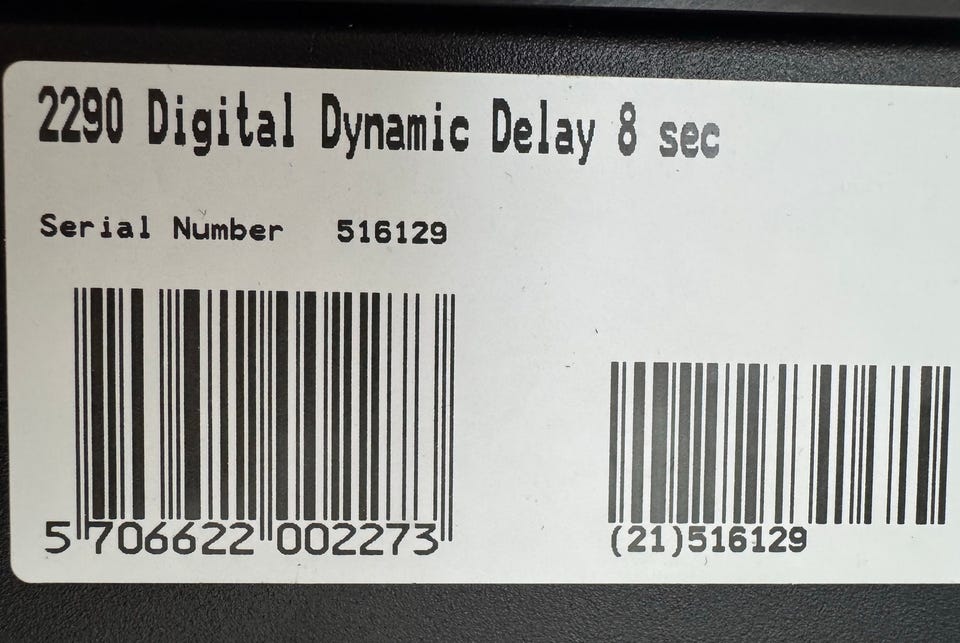 2290 Digital Dynamic Delay 8 sec
Serial Number 516129
5 706622 002273
(21)516129